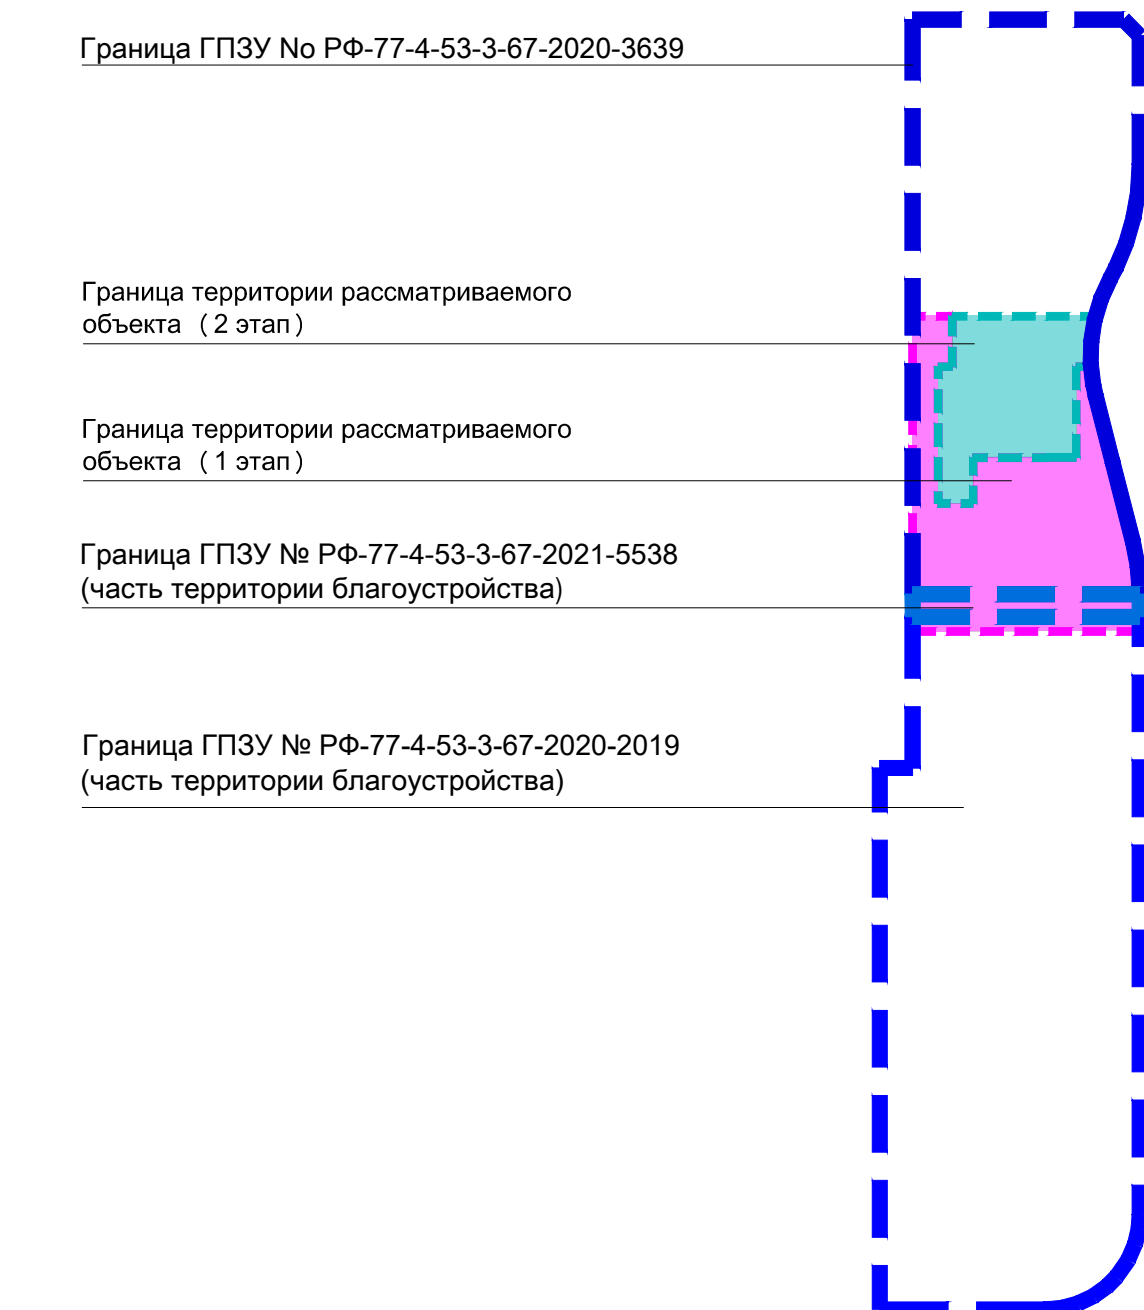 Граница ГПЗУ No РФ-77-4-53-3-67-2020-3639
Граница территории рассматриваемого
объекта (2 этап)
Граница территории рассматриваемого
объекта (1 этап)
Граница ГПЗУ № РФ-77-4-53-3-67-2021-5538
(часть территории благоустройства)
Граница ГПЗУ № РФ-77-4-53-3-67-2020-2019
(часть территории благоустройства)